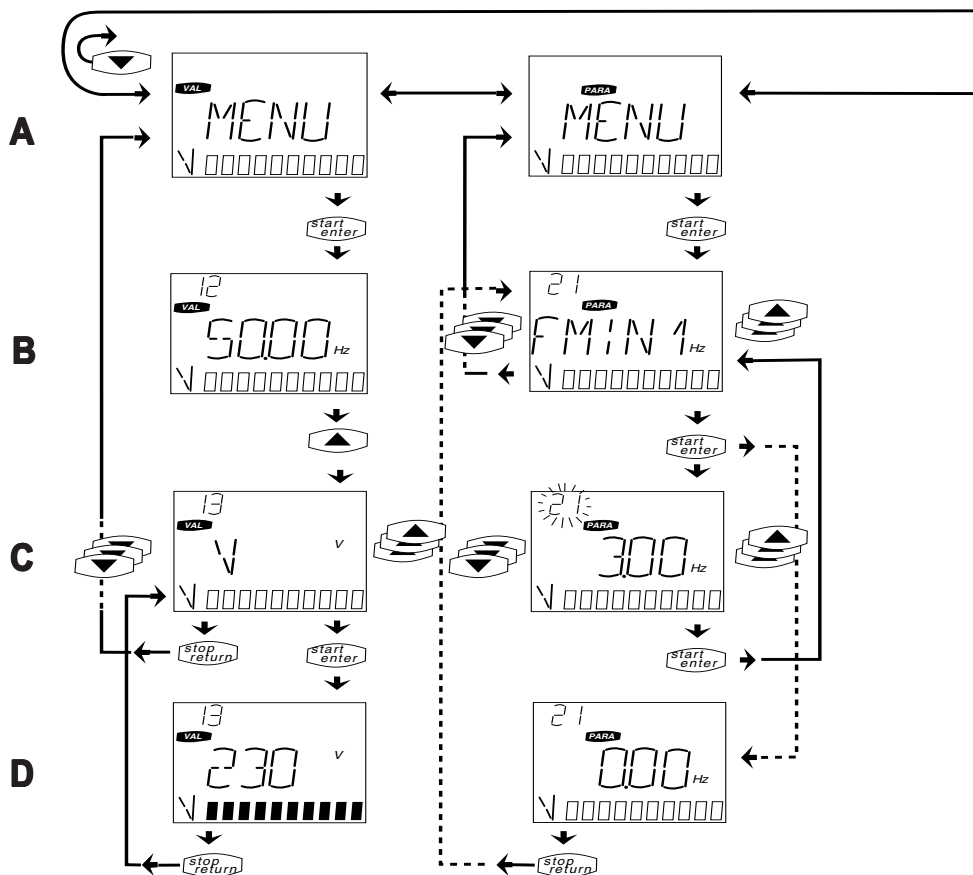 A
VAL
MENU
PARA
MENU
start enter
start enter
B
12
VAL
50.00 Hz
21
PARA
FMIN1 Hz
start enter
C
13
VAL
V V
21
PARA
3.00 Hz
stop return
start enter
start enter
D
13
VAL
230 V
21
PARA
0.00 Hz
stop return
stop return